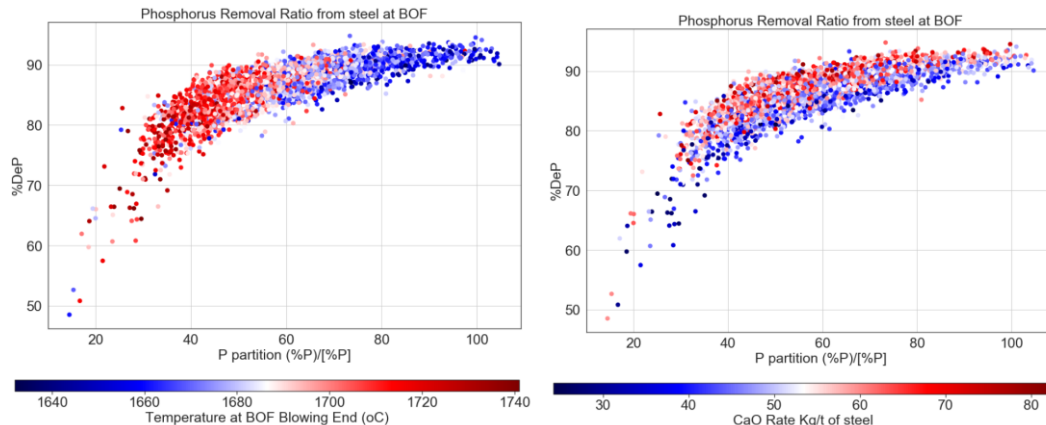 Phosphorus Removal Ratio from steel at BOF
%DeP
90
80
70
60
50
20 40 60 80 100
P partition (%P)/[%P]
1640 1660 1680 1700 1720 1740
Temperature at BOF Blowing End (oC)
Phosphorus Removal Ratio from steel at BOF
%DeP
90
80
70
60
50
20 40 60 80 100
P partition (%P)/[%P]
30 40 50 60 70 80
CaO Rate Kg/t of steel